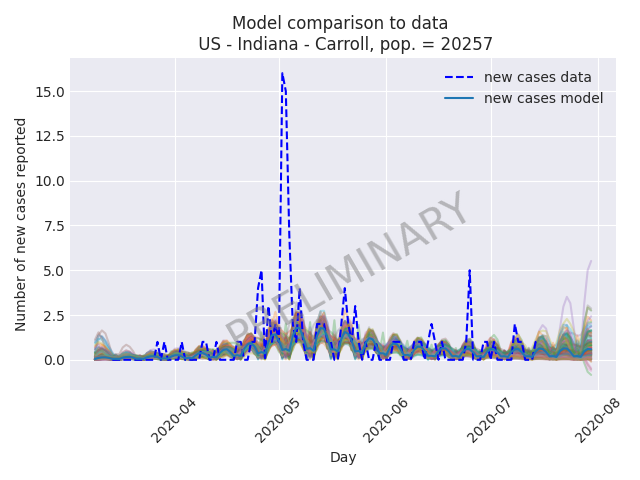 Model comparison to data
US - Indiana - Carroll, pop. = 20257
new cases data
new cases model
Number of new cases reported
15.0
12.5
10.0
7.5
5.0
2.5
0.0
PRELIMINARY
2020-04
2020-05
2020-06
2020-07
2020-08
Day